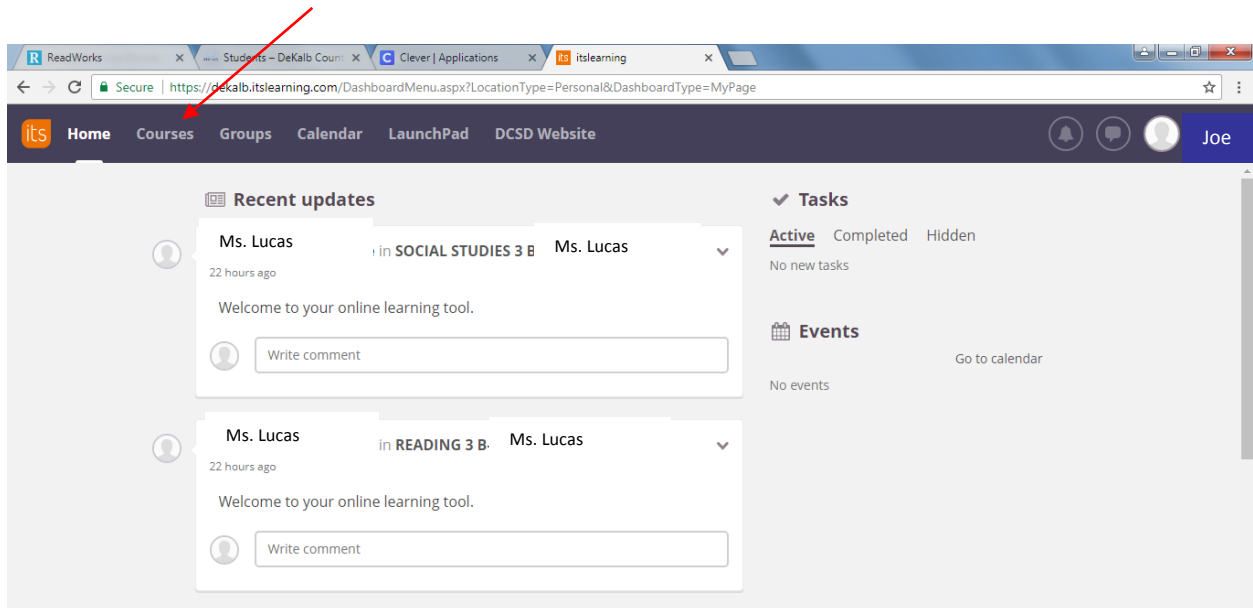 ReadWorks
Students – DeKalb Count
Clever | Applications
its itslearning
Secure https://dekalb.itslearning.com/DashboardMenu.aspx?LocationType=Personal&DashboardType=MyPage
its Home Courses Groups Calendar LaunchPad DCSD Website Joe
Recent updates
Ms. Lucas in SOCIAL STUDIES 3 B Ms. Lucas
22 hours ago
Welcome to your online learning tool.
Write comment
Ms. Lucas in READING 3 B- Ms. Lucas
22 hours ago
Welcome to your online learning tool.
Write comment
Tasks
Active Completed Hidden
No new tasks
Events
Go to calendar
No events